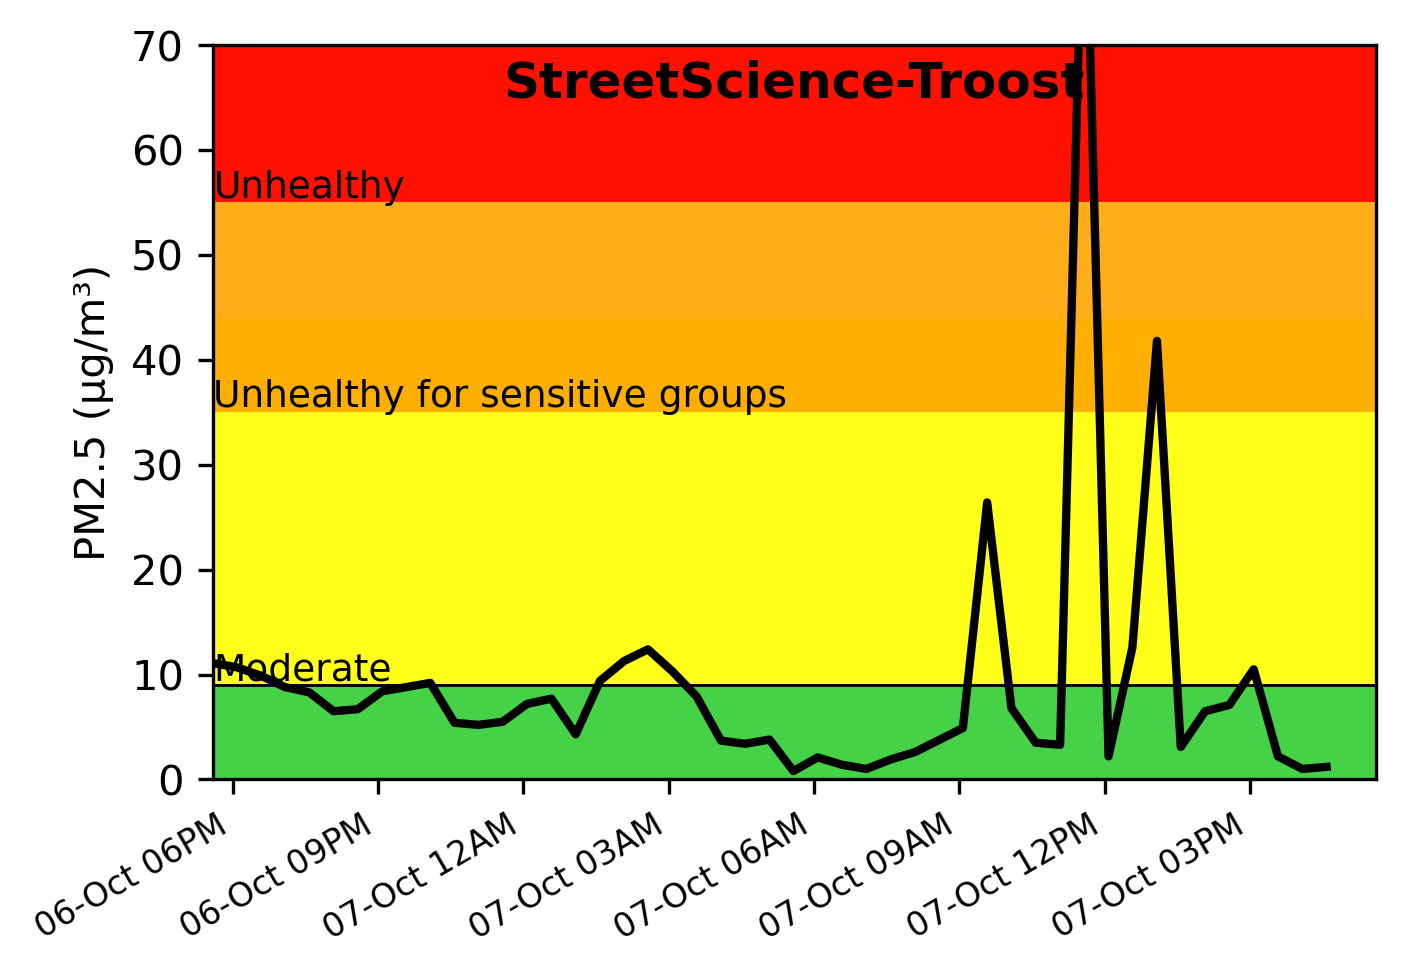 StreetScience-Troost
70
60
50
40
30
20
10
0
PM2.5 (µg/m³)
Unhealthy
Unhealthy for sensitive groups
Moderate
06-Oct 06PM
06-Oct 09PM
07-Oct 12AM
07-Oct 03AM
07-Oct 06AM
07-Oct 09AM
07-Oct 12PM
07-Oct 03PM